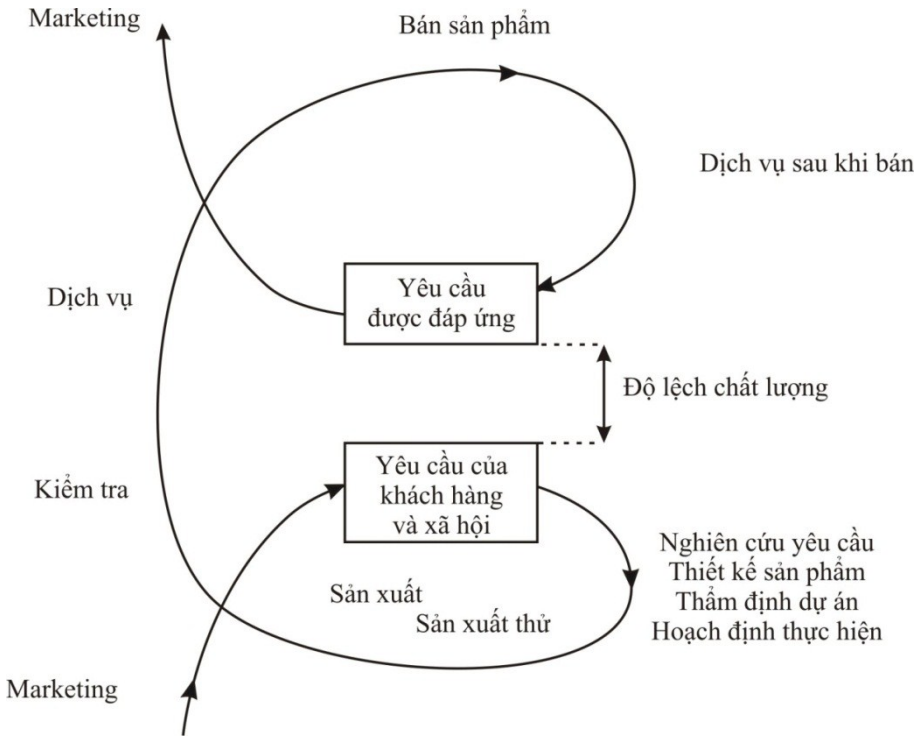 Marketing
Bán sản phẩm
Dịch vụ sau khi bán
Dịch vụ
Yêu cầu
được đáp ứng
Độ lệch chất lượng
Kiểm tra
Yêu cầu của
khách hàng
và xã hội
Nghiên cứu yêu cầu
Thiết kế sản phẩm
Thẩm định dự án
Hoạch định thực hiện
Sản xuất
Sản xuất thử
Marketing